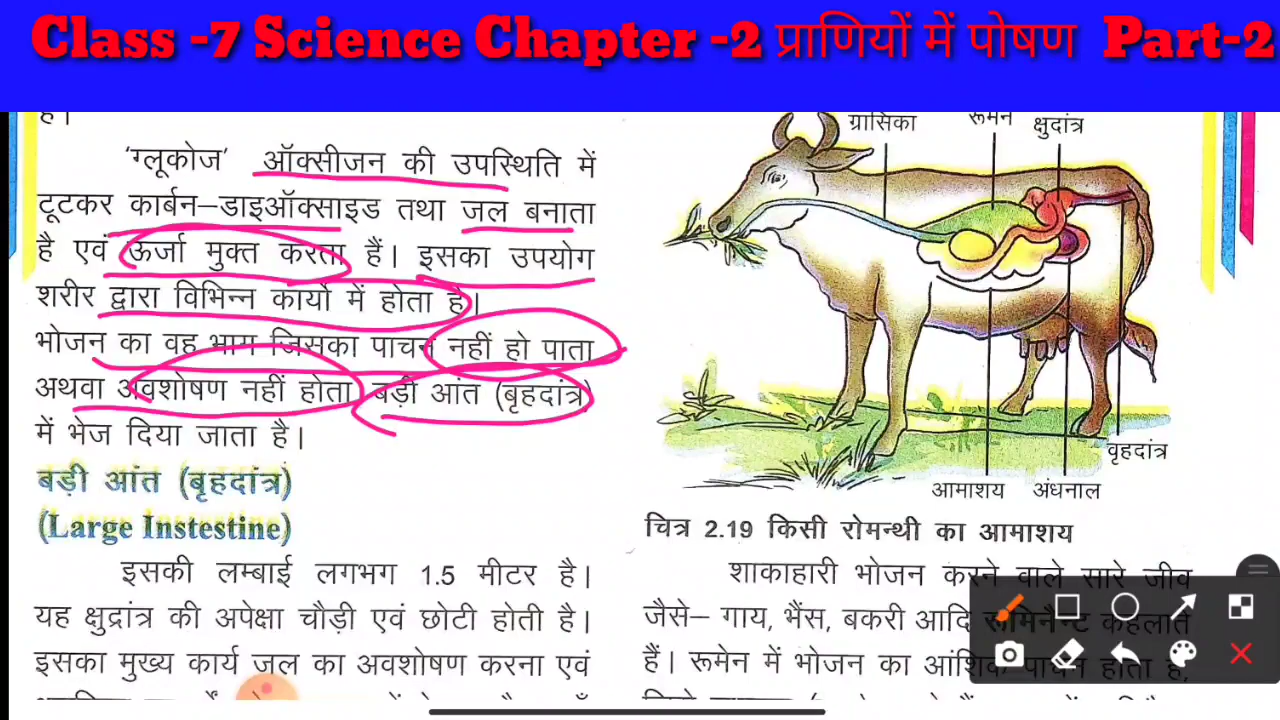 Class -7 Science Chapter -2 प्राणियों में पोषण Part-2
है।
'ग्लूकोज' ऑक्सीजन की उपस्थिति में
टूटकर कार्बन–डाइऑक्साइड तथा जल बनाता
है एवं ऊर्जा मुक्त करता हैं। इसका उपयोग
शरीर द्वारा विभिन्न कार्यो में होता है।
भोजन का वह भाग जिसका पाचन नहीं हो पाता
अथवा अवशोषण नहीं होता बड़ी आंत (बृहदांत्र)
में भेज दिया जाता है।
बड़ी आंत (बृहदांत्र)
(Large Instestine)
इसकी लम्बाई लगभग 1.5 मीटर है।
यह क्षुद्रांत्र की अपेक्षा चौड़ी एवं छोटी होती है।
इसका मुख्य कार्य जल का अवशोषण करना एवं
ग्रासिका
रूमेन
क्षुदांत्र
वृहदांत्र
आमाशय
अंधनाल
चित्र 2.19 किसी रोमन्थी का आमाशय
शाकाहारी भोजन करने वाले सारे जीव
जैसे– गाय, भैंस, बकरी आदि रूमिनैन्ट कहलाते
हैं। रूमेन में भोजन का आंशिक पाचन होता है,